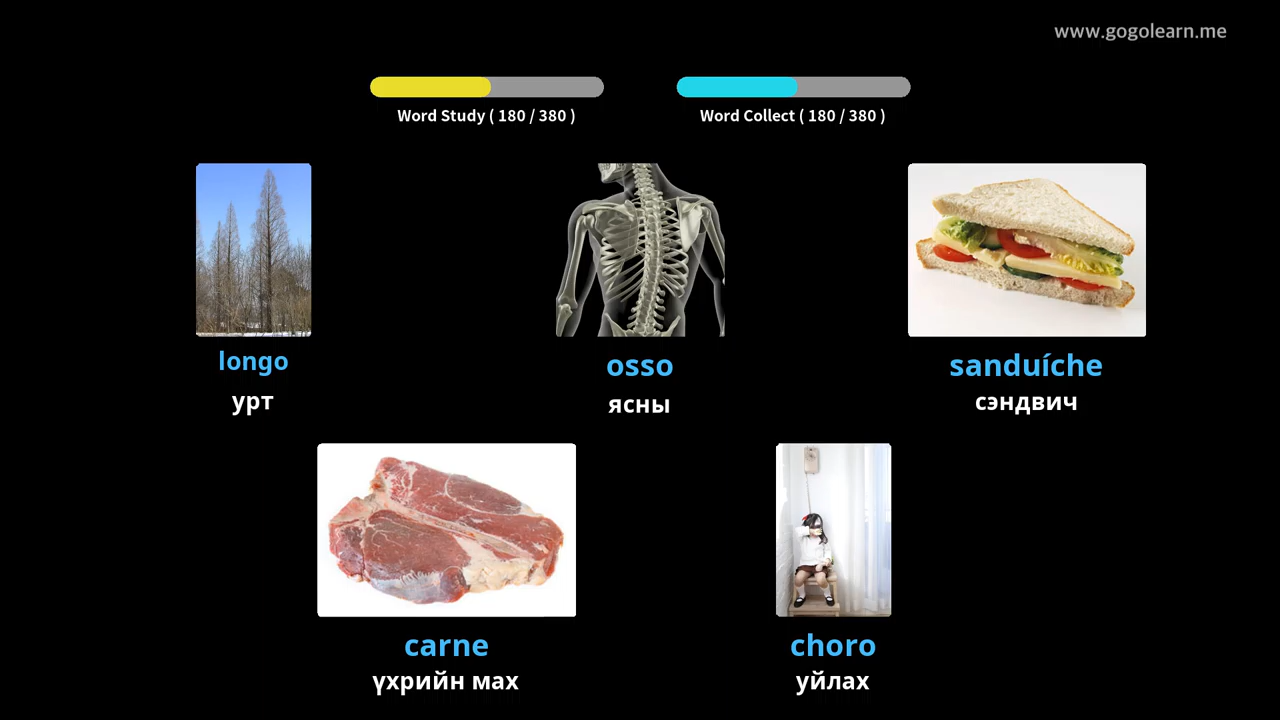 www.gogolearn.me
Word Study ( 180 / 380 )
Word Collect ( 180 / 380 )
longo
урт
osso
ясны
sanduíche
сэндвич
carne
үхрийн мах
choro
уйлах